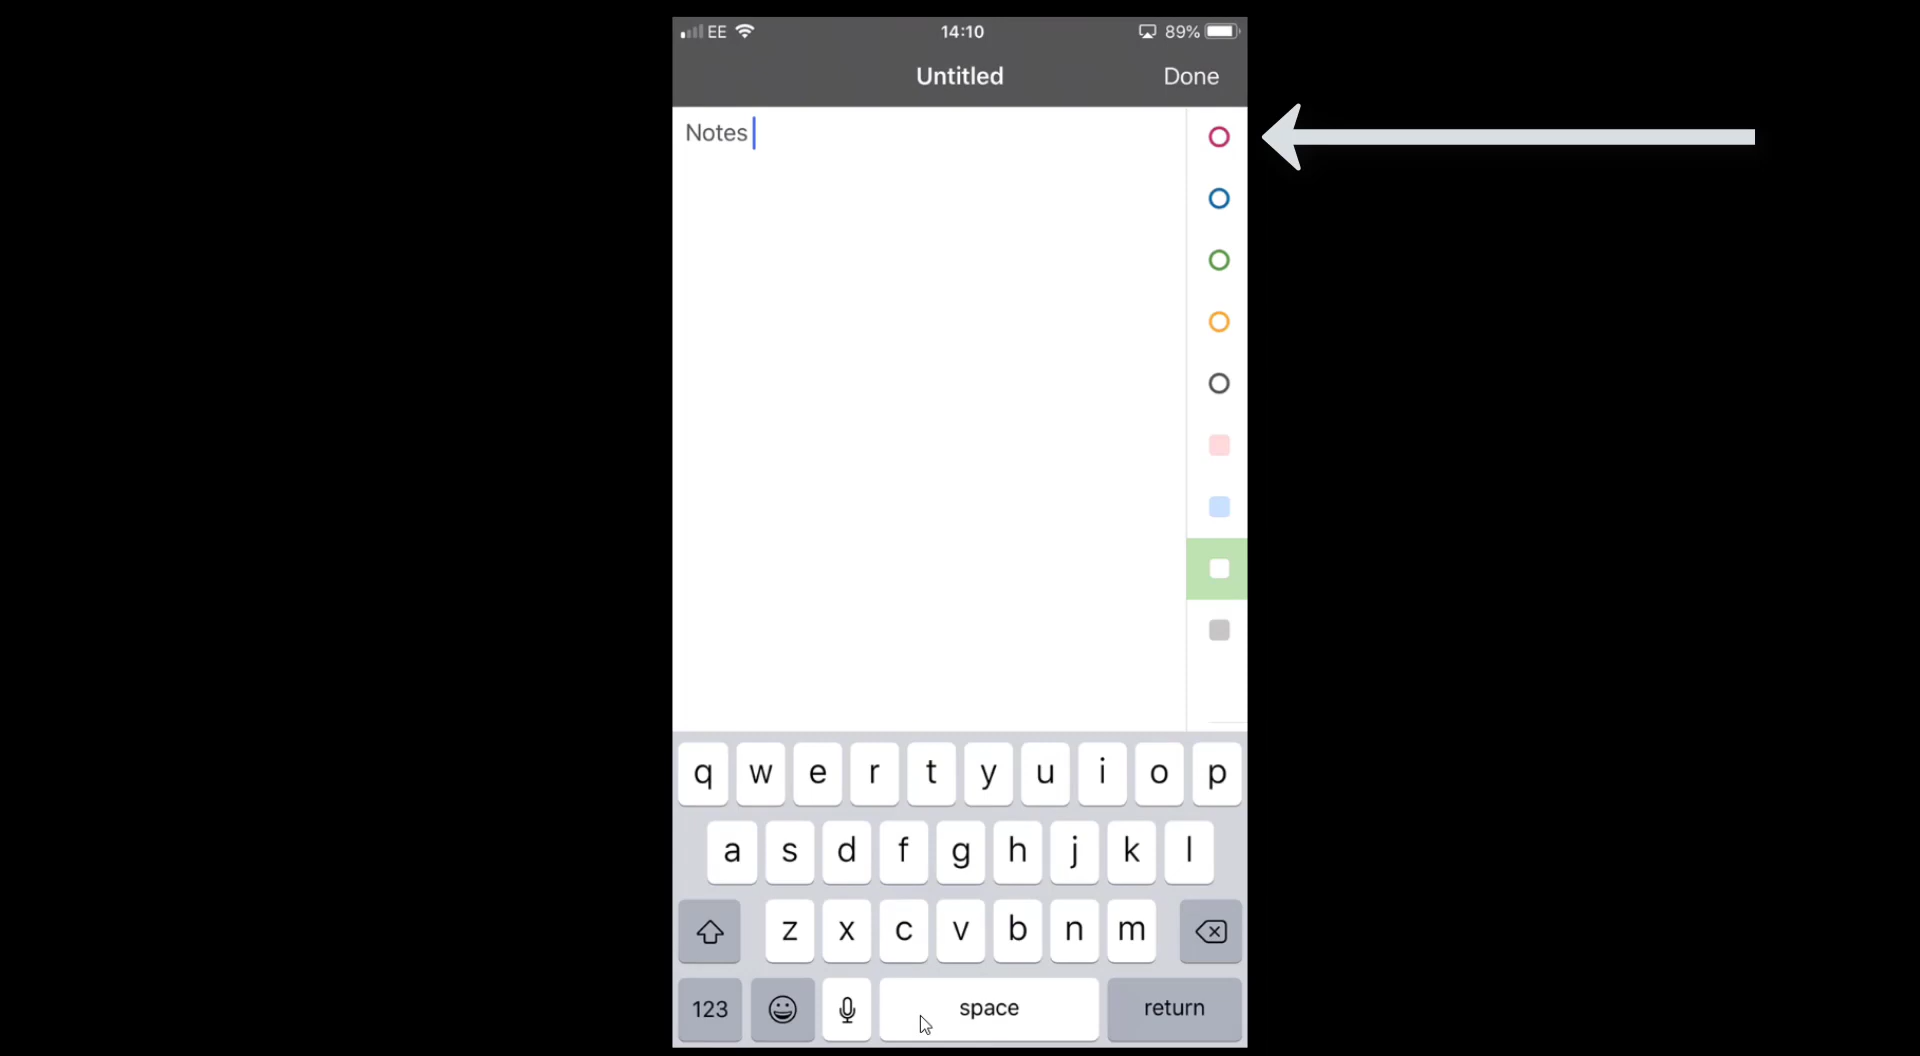 EE 14:10 89%
Untitled Done
Notes
q w e r t y u i o p
a s d f g h j k l
z x c v b n m
123 space return